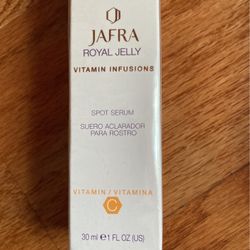 JAFRA
ROYAL JELLY
VITAMIN INFUSIONS
SPOT SERUM
SUERO ACLARADOR
PARA ROSTRO
VITAMIN / VITAMINA
C
30 ml ℮ 1 FL OZ (US)